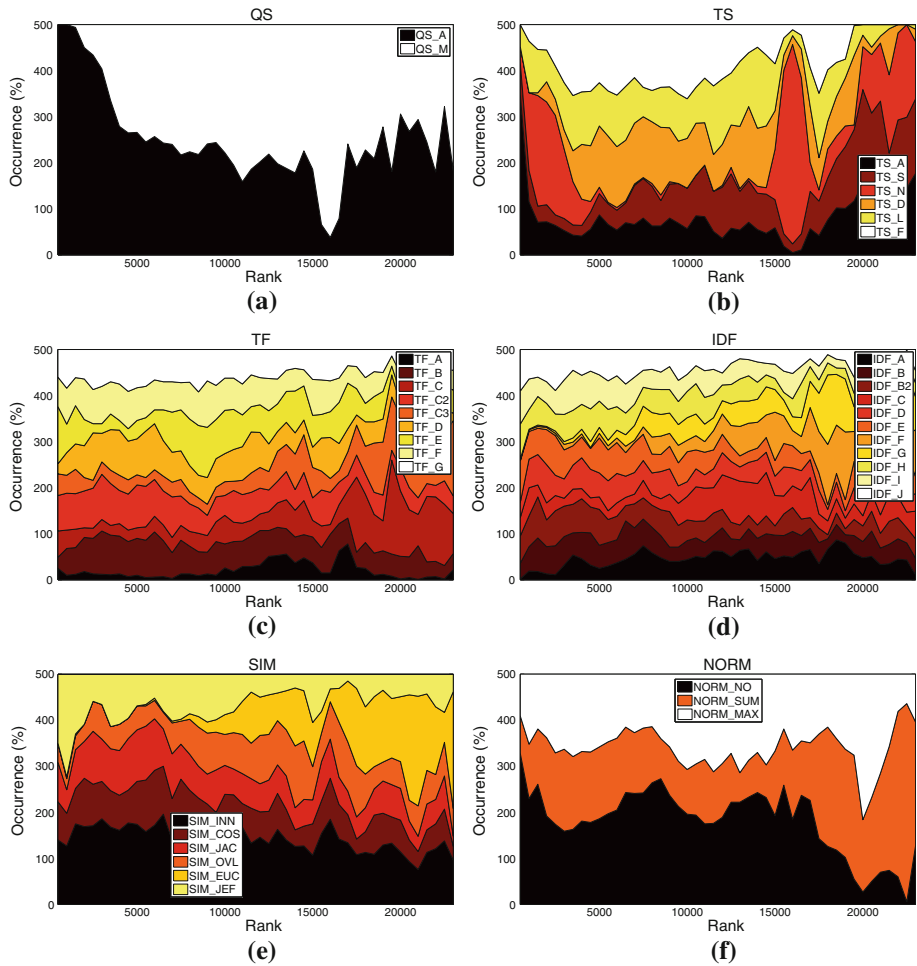 QS
TS
500
400
300
200
100
0
Occurrence (%)
QS_A
QS_M
5000
10000
15000
20000
Rank
(a)
500
400
300
200
100
0
Occurrence (%)
TS_A
TS_S
TS_N
TS_D
TS_L
TS_F
5000
10000
15000
20000
Rank
(b)
TF
IDF
500
400
300
200
100
0
Occurrence (%)
TF_A
TF_B
TF_C
TF_C2
TF_C3
TF_D
TF_E
TF_F
TF_G
5000
10000
15000
20000
Rank
(c)
500
400
300
200
100
0
Occurrence (%)
IDF_A
IDF_B
IDF_B2
IDF_C
IDF_D
IDF_E
IDF_F
IDF_G
IDF_H
IDF_I
IDF_J
5000
10000
15000
20000
Rank
(d)
SIM
NORM
500
400
300
200
100
0
Occurrence (%)
SIM_INN
SIM_COS
SIM_JAC
SIM_OVL
SIM_EUC
SIM_JEF
5000
10000
15000
20000
Rank
(e)
500
400
300
200
100
0
Occurrence (%)
NORM_NO
NORM_SUM
NORM_MAX
5000
10000
15000
20000
Rank
(f)